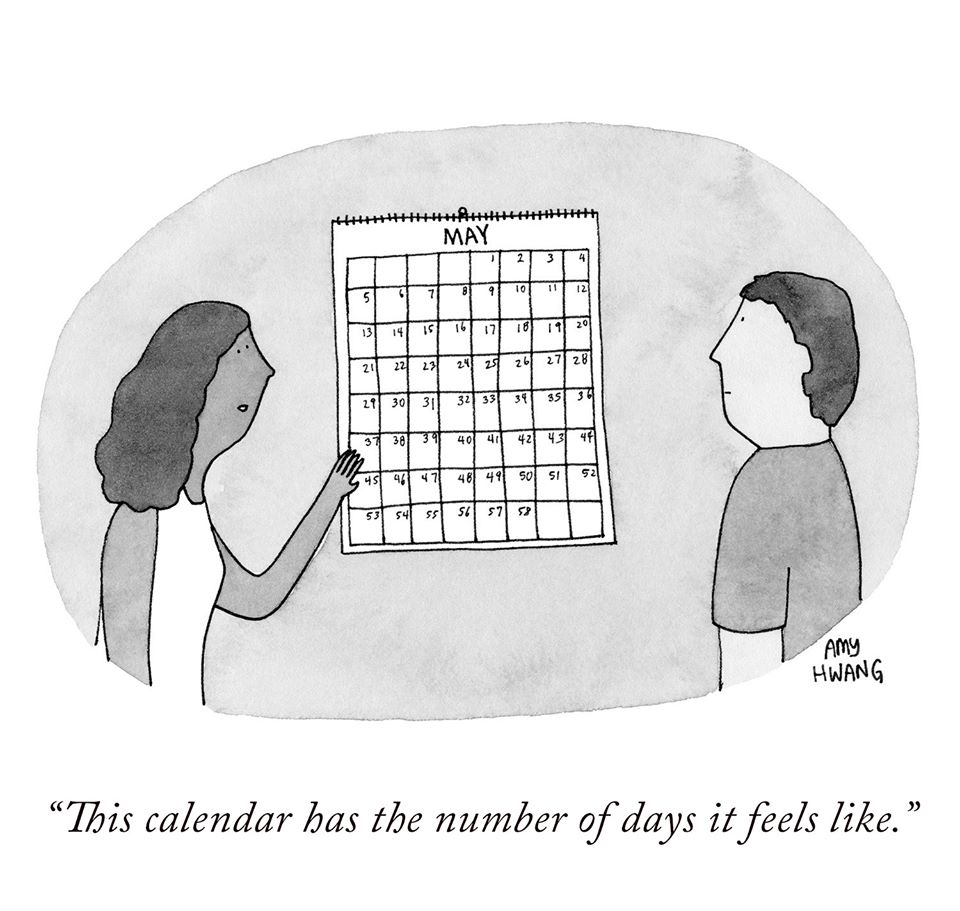 MAY
1 2 3 4
5 6 7 8 9 10 11 12
13 14 15 16 17 18 19 20
21 22 23 24 25 26 27 28
29 30 31 32 33 34 35 36
37 38 39 40 41 42 43 44
45 46 47 48 49 50 51 52
53 54 55 56 57 58
AMY
HWANG
“This calendar has the number of days it feels like.”